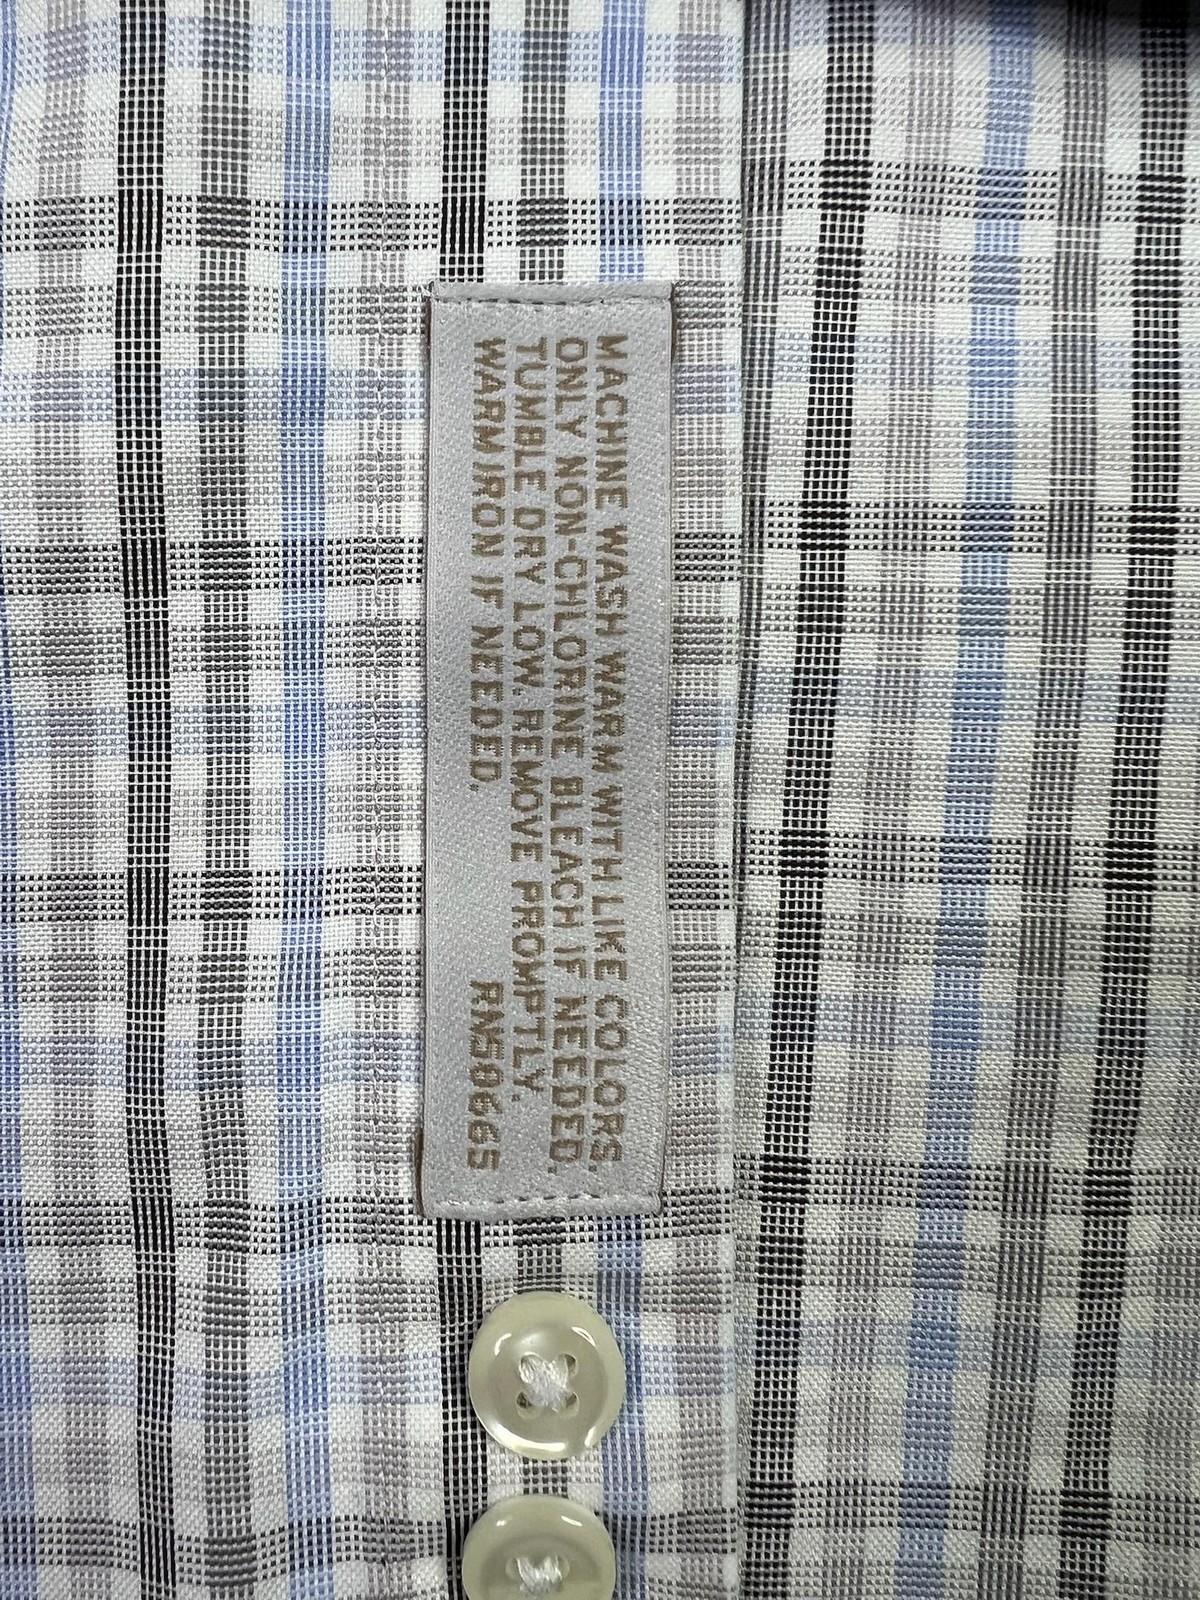 MACHINE WASH WARM WITH LIKE COLORS.
ONLY NON-CHLORINE BLEACH IF NEEDED.
TUMBLE DRY LOW. REMOVE PROMPTLY.
WARM IRON IF NEEDED. RN50665